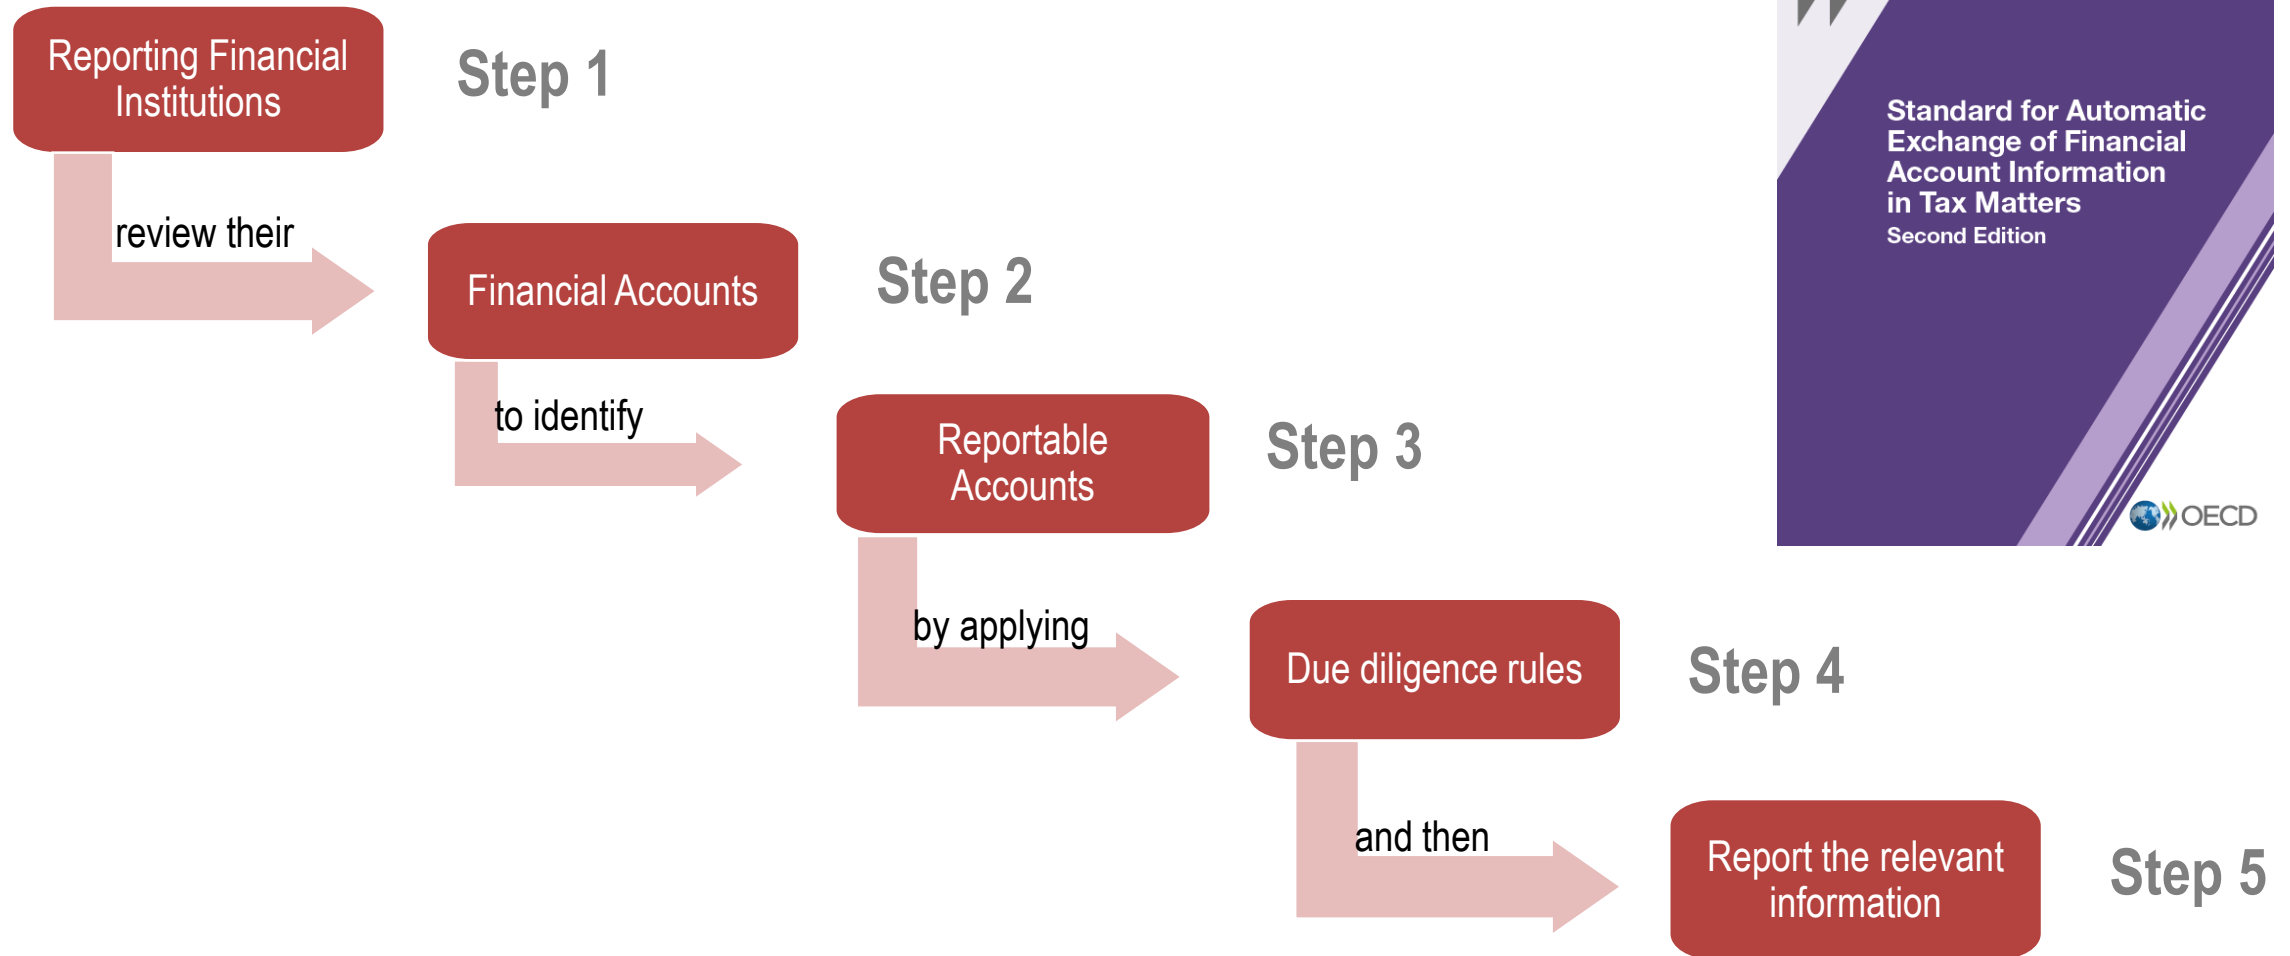 Reporting Financial
Institutions
Step 1
review their
Financial Accounts
Step 2
to identify
Reportable
Accounts
Step 3
by applying
Due diligence rules
Step 4
and then
Report the relevant
information
Step 5
Standard for Automatic
Exchange of Financial
Account Information
in Tax Matters
Second Edition
OECD